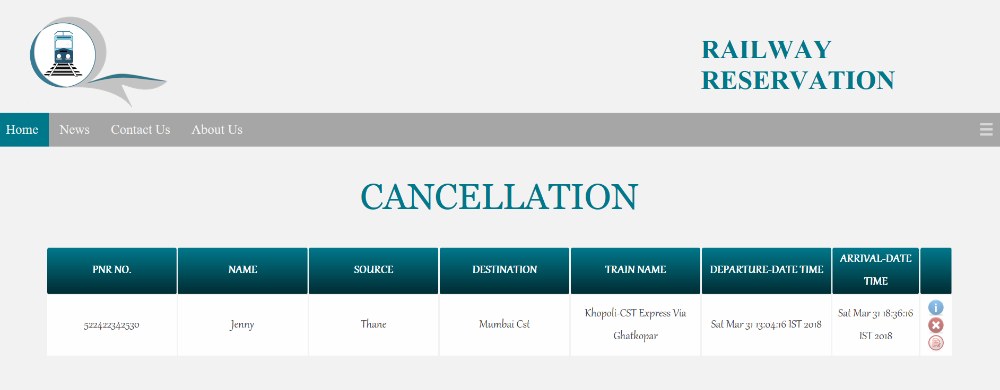 RAILWAY
RESERVATION
Home News Contact Us About Us
CANCELLATION
PNR NO. NAME SOURCE DESTINATION TRAIN NAME DEPARTURE-DATE TIME ARRIVAL-DATE
TIME
522422342530 Jenny Thane Mumbai Cst Khopoli-CST Express Via
Ghatkopar Sat Mar 31 13:04:16 IST 2018 Sat Mar 31 18:36:16
IST 2018